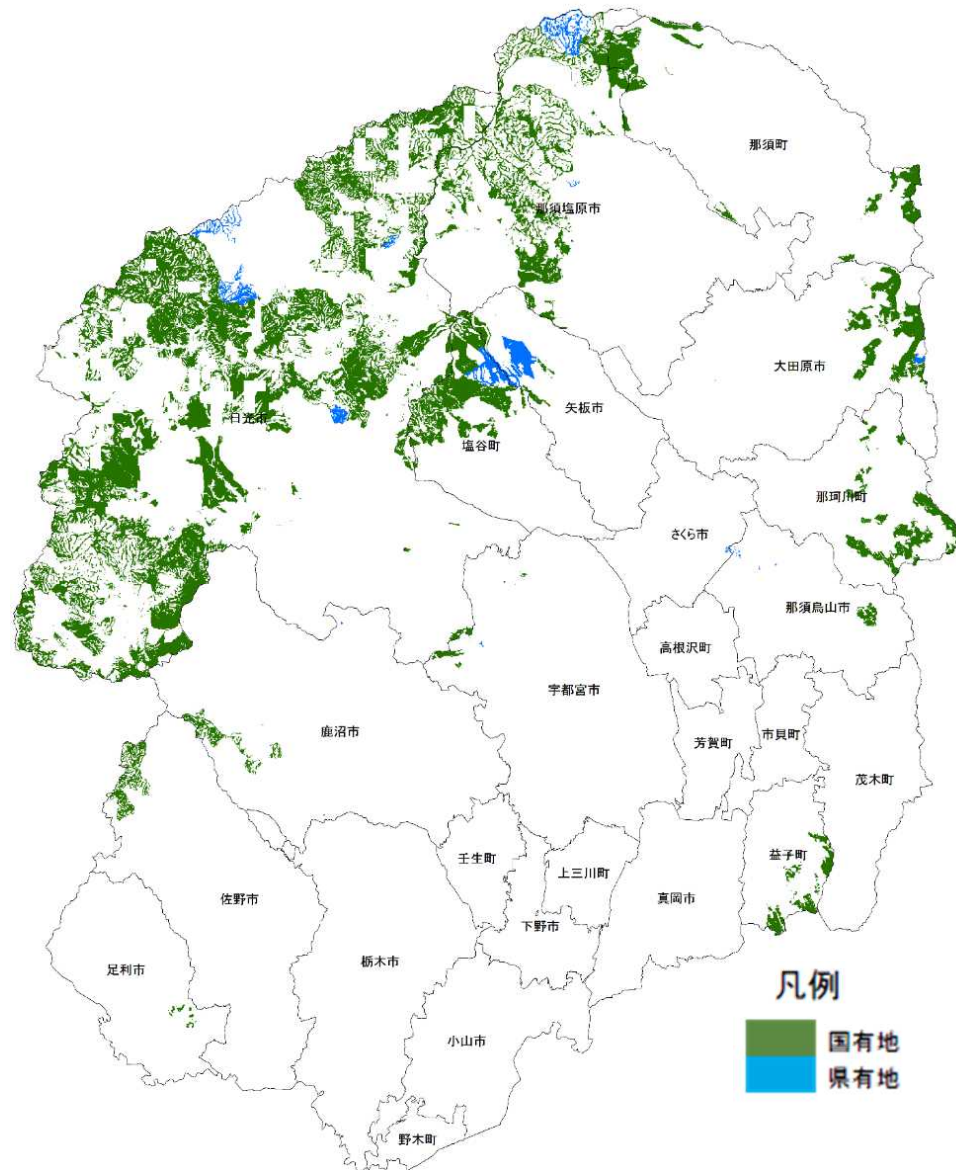 那須町
那須塩原市
大田原市
矢板市
日光市
塩谷町
那珂川町
さくら市
那須烏山市
高根沢町
宇都宮市
鹿沼市
芳賀町
市貝町
茂木町
壬生町
上三川町
益子町
佐野市
真岡市
下野市
栃木市
足利市
小山市
野木町
凡例
国有地
県有地